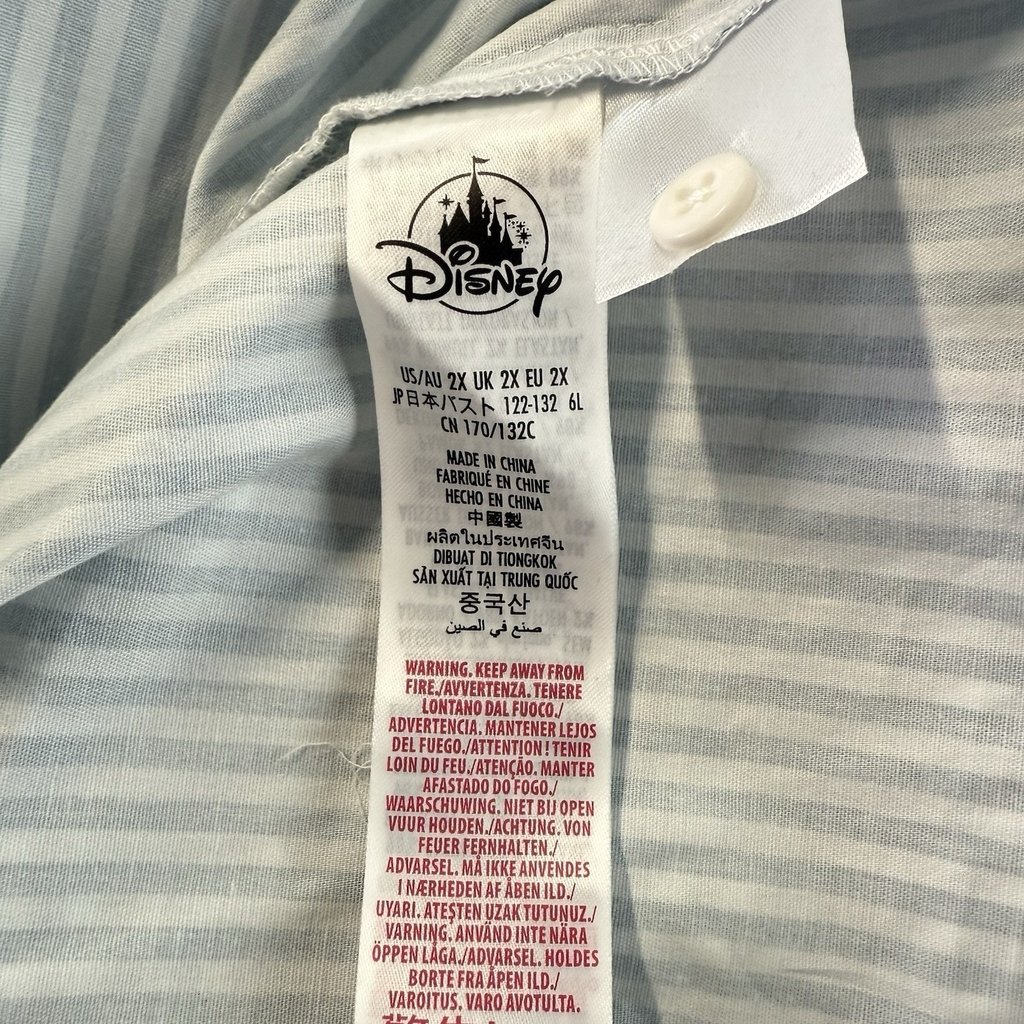 Disney
US/AU 2X UK 2X EU 2X
JP日本バスト 122-132 6L
CN 170/132C
MADE IN CHINA
FABRIQUÉ EN CHINE
HECHO EN CHINA
中國製
ผลิตในประเทศจีน
DIBUAT DI TIONGKOK
SẢN XUẤT TẠI TRUNG QUỐC
중국산
صنع في الصين
WARNING. KEEP AWAY FROM
FIRE./AVVERTENZA. TENERE
LONTANO DAL FUOCO./
ADVERTENCIA. MANTENER LEJOS
DEL FUEGO./ATTENTION ! TENIR
LOIN DU FEU./ATENÇÃO. MANTER
AFASTADO DO FOGO./
WAARSCHUWING. NIET BIJ OPEN
VUUR HOUDEN./ACHTUNG. VON
FEUER FERNHALTEN./
ADVARSEL. MÅ IKKE ANVENDES
I NÆRHEDEN AF ÅBEN ILD./
UYARI. ATEŞTEN UZAK TUTUNUZ./
VARNING. ANVÄND INTE NÄRA
ÖPPEN LÅGA./ADVARSEL. HOLDES
BORTE FRA ÅPEN ILD./
VAROITUS. VARO AVOTULTA.